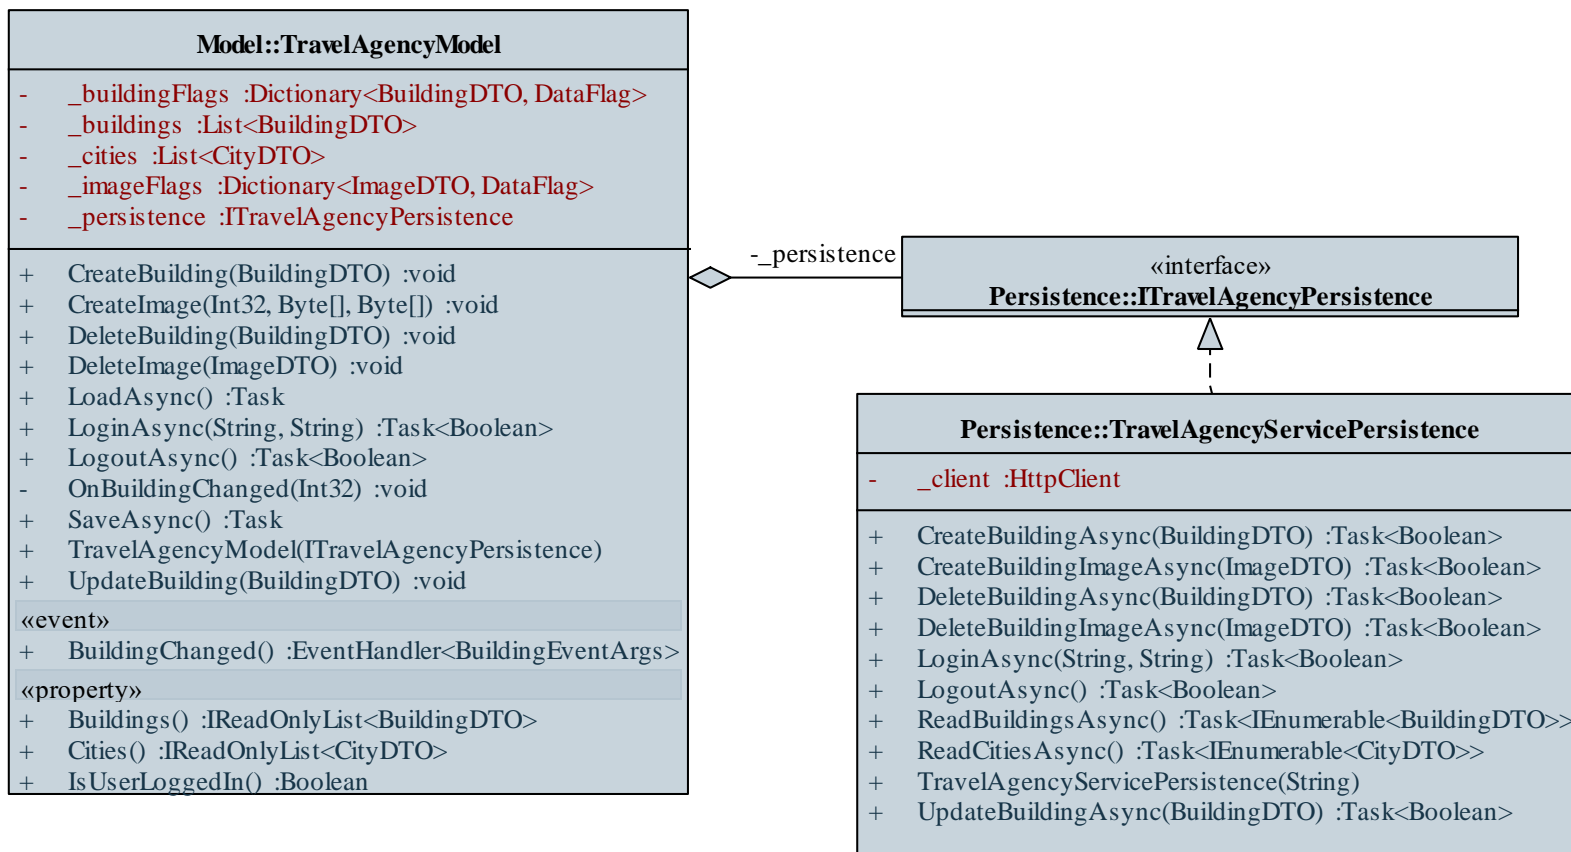 Model::TravelAgencyModel
- _buildingFlags :Dictionary<BuildingDTO, DataFlag>
- _buildings :List<BuildingDTO>
- _cities :List<CityDTO>
- _imageFlags :Dictionary<ImageDTO, DataFlag>
- _persistence :ITravelAgencyPersistence
+ CreateBuilding(BuildingDTO) :void
+ CreateImage(Int32, Byte[], Byte[]) :void
+ DeleteBuilding(BuildingDTO) :void
+ DeleteImage(ImageDTO) :void
+ LoadAsync() :Task
+ LoginAsync(String, String) :Task<Boolean>
+ LogoutAsync() :Task<Boolean>
- OnBuildingChanged(Int32) :void
+ SaveAsync() :Task
+ TravelAgencyModel(ITravelAgencyPersistence)
+ UpdateBuilding(BuildingDTO) :void
«event»
+ BuildingChanged() :EventHandler<BuildingEventArgs>
«property»
+ Buildings() :IReadOnlyList<BuildingDTO>
+ Cities() :IReadOnlyList<CityDTO>
+ IsUserLoggedIn() :Boolean
-_persistence
«interface»
Persistence::ITravelAgencyPersistence
Persistence::TravelAgencyServicePersistence
- _client :HttpClient
+ CreateBuildingAsync(BuildingDTO) :Task<Boolean>
+ CreateBuildingImageAsync(ImageDTO) :Task<Boolean>
+ DeleteBuildingAsync(BuildingDTO) :Task<Boolean>
+ DeleteBuildingImageAsync(ImageDTO) :Task<Boolean>
+ LoginAsync(String, String) :Task<Boolean>
+ LogoutAsync() :Task<Boolean>
+ ReadBuildingsAsync() :Task<IEnumerable<BuildingDTO>>
+ ReadCitiesAsync() :Task<IEnumerable<CityDTO>>
+ TravelAgencyServicePersistence(String)
+ UpdateBuildingAsync(BuildingDTO) :Task<Boolean>